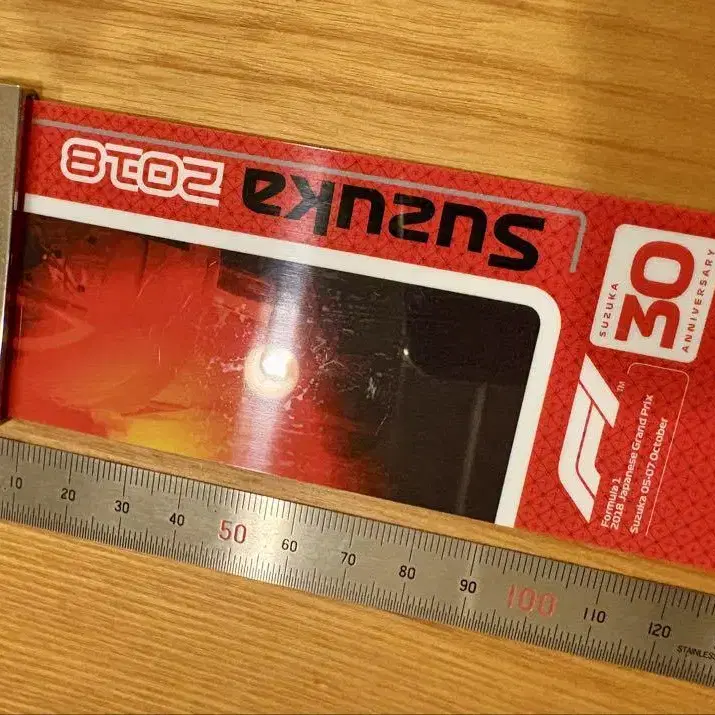 Suzuka 2018
SUZUKA
30
ANNIVERSARY
F1™
Formula 1
2018 Japanese Grand Prix
Suzuka 05-07 October
10 20 30 40 50 60 70 80 90 100 110 120
STAINLESS